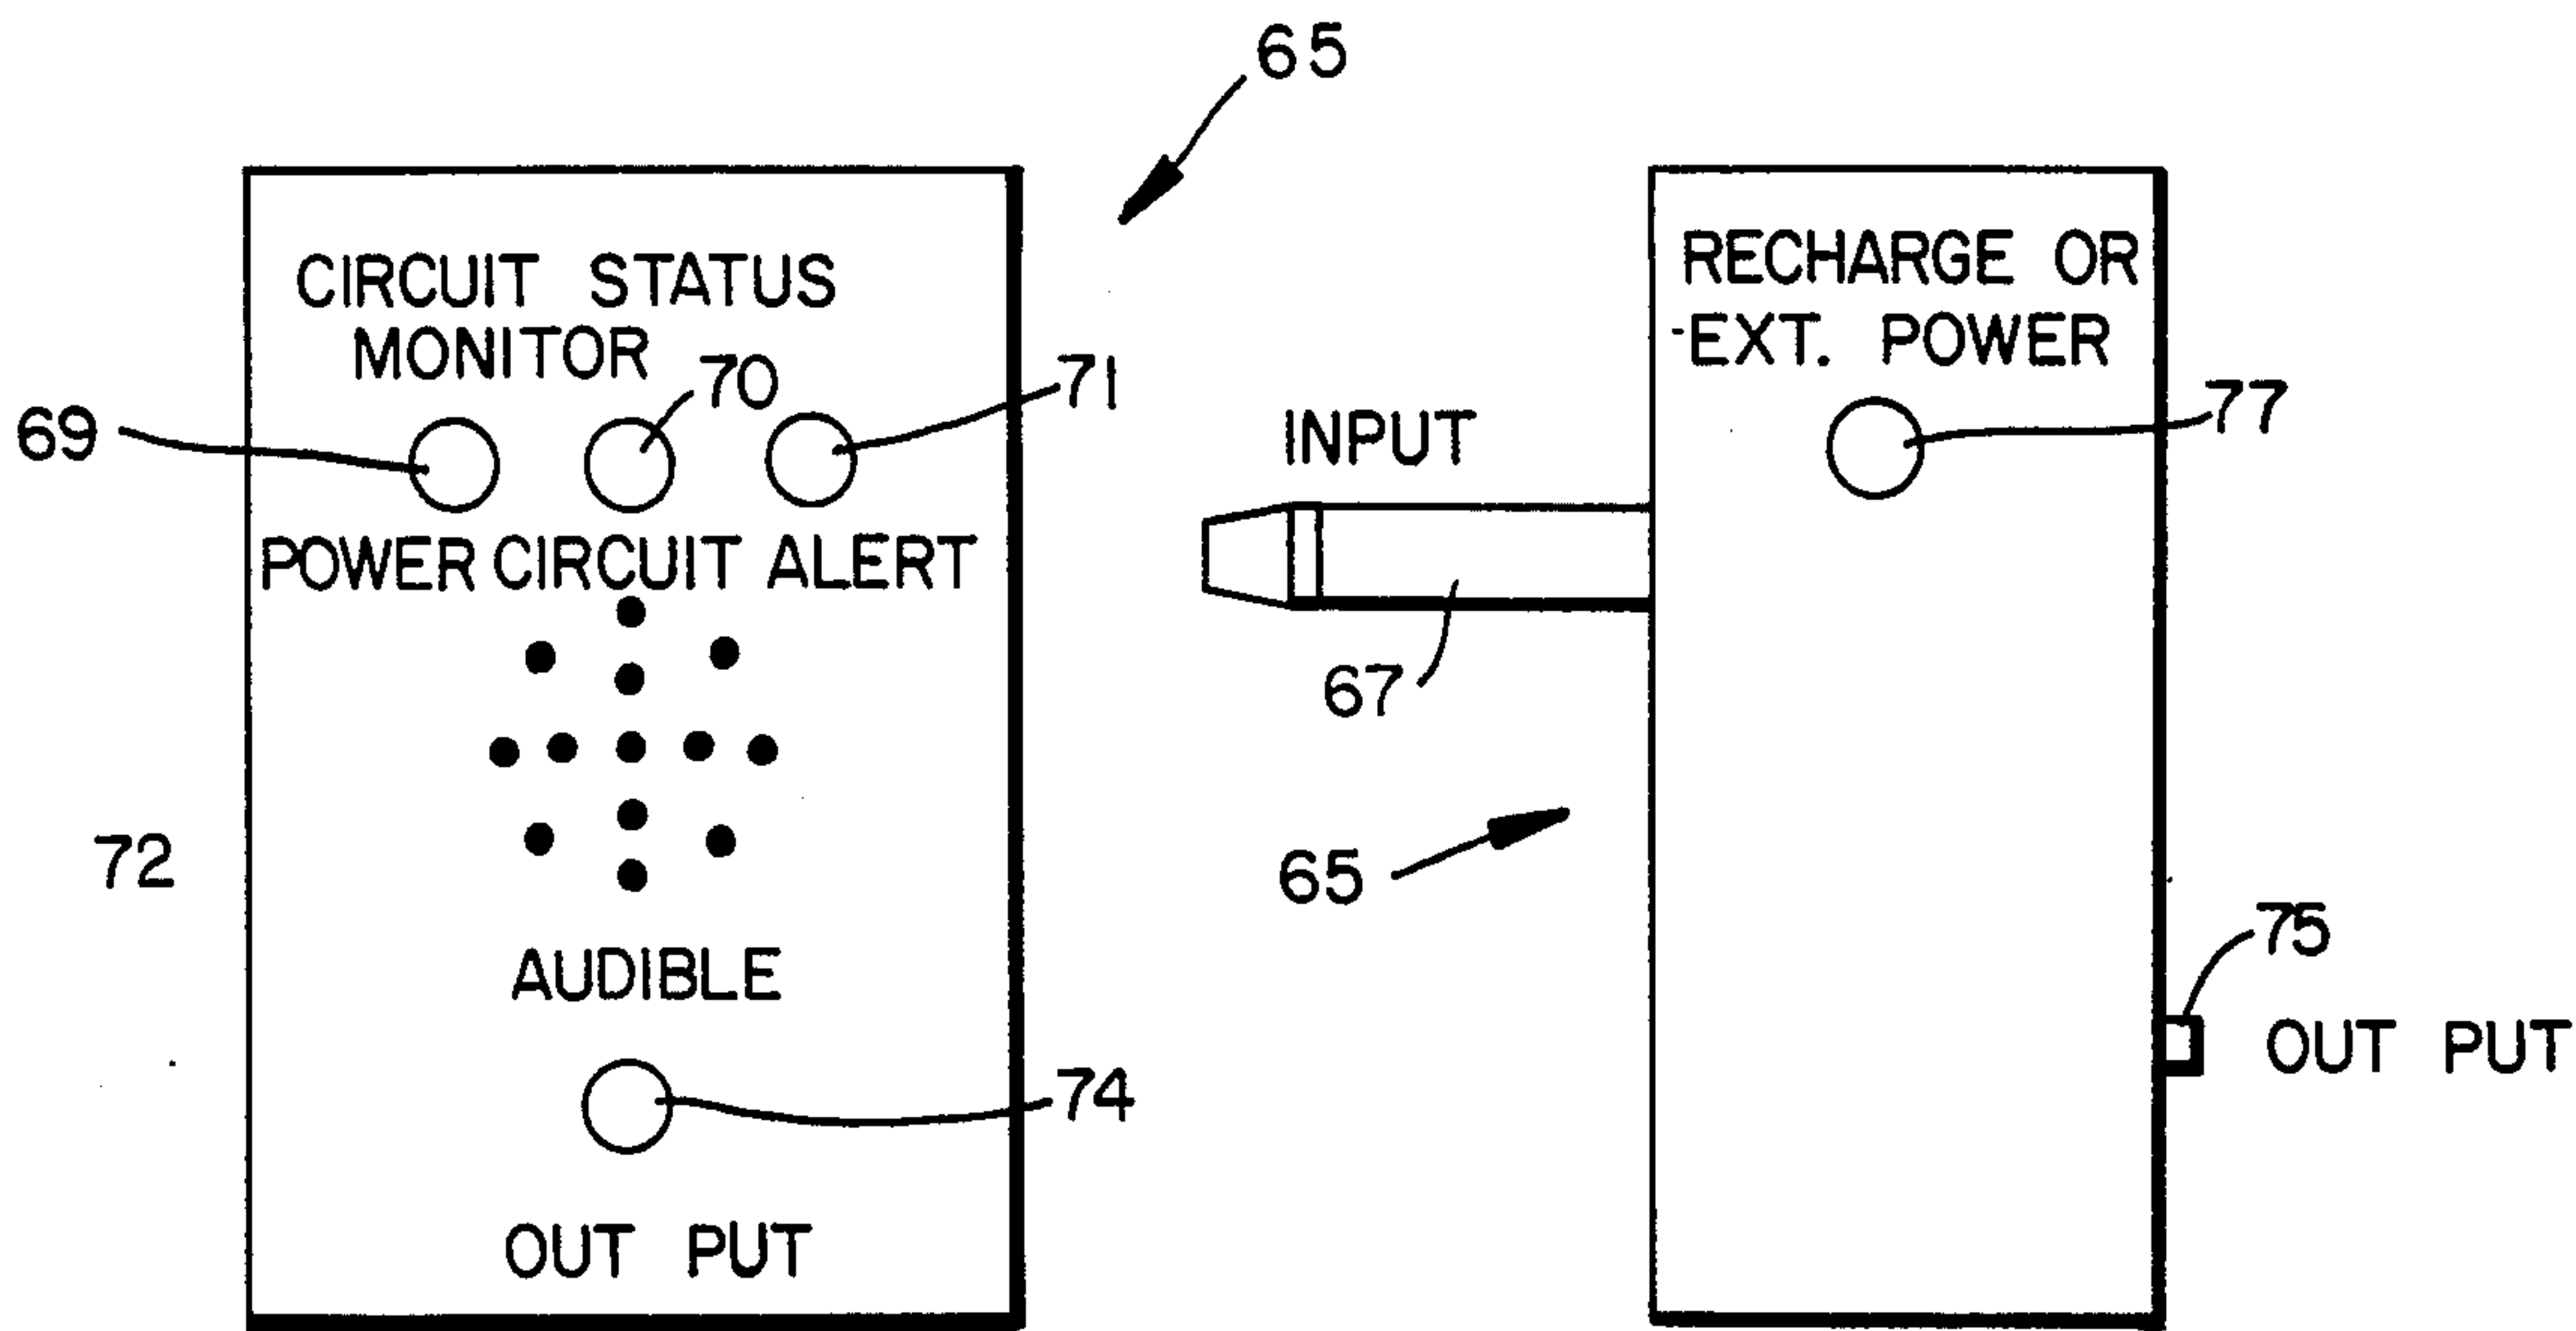 65
CIRCUIT STATUS
MONITOR
69
70
71
POWER CIRCUIT ALERT
72
AUDIBLE
74
OUT PUT
RECHARGE OR
EXT. POWER
77
INPUT
67
65
75
OUT PUT